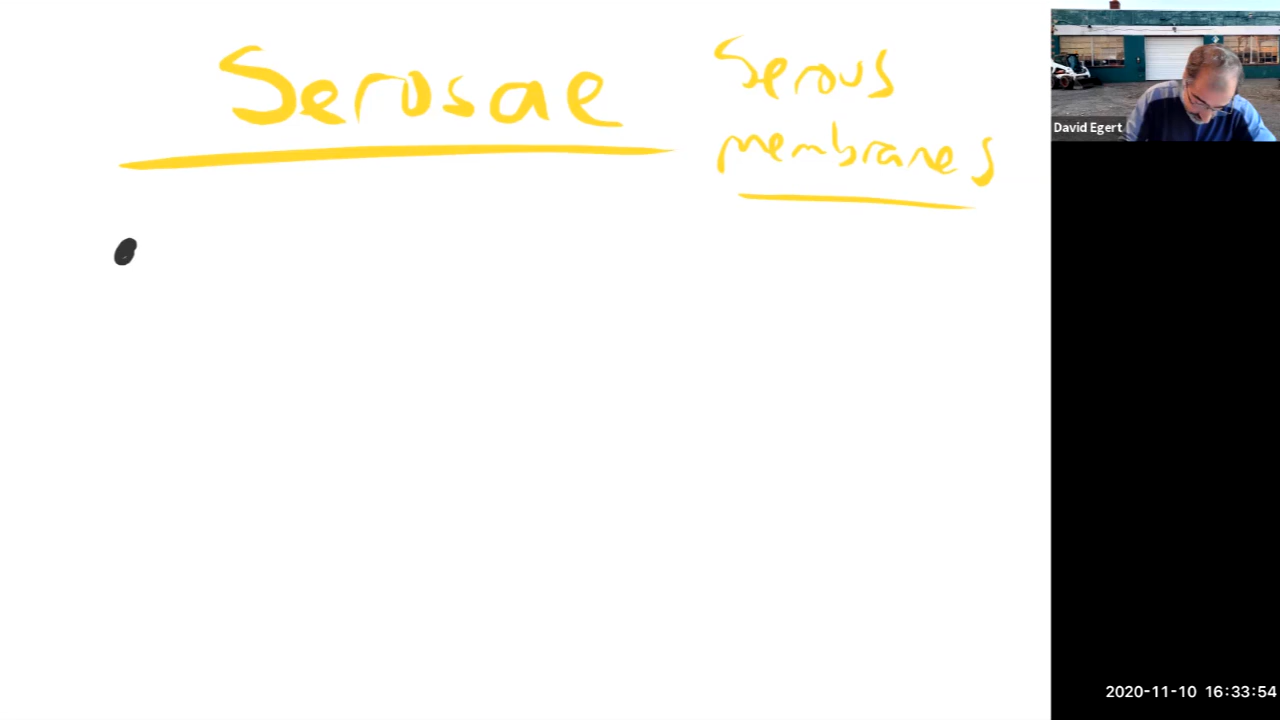 Serosae
Serous
membranes
David Egert
2020-11-10 16:33:54